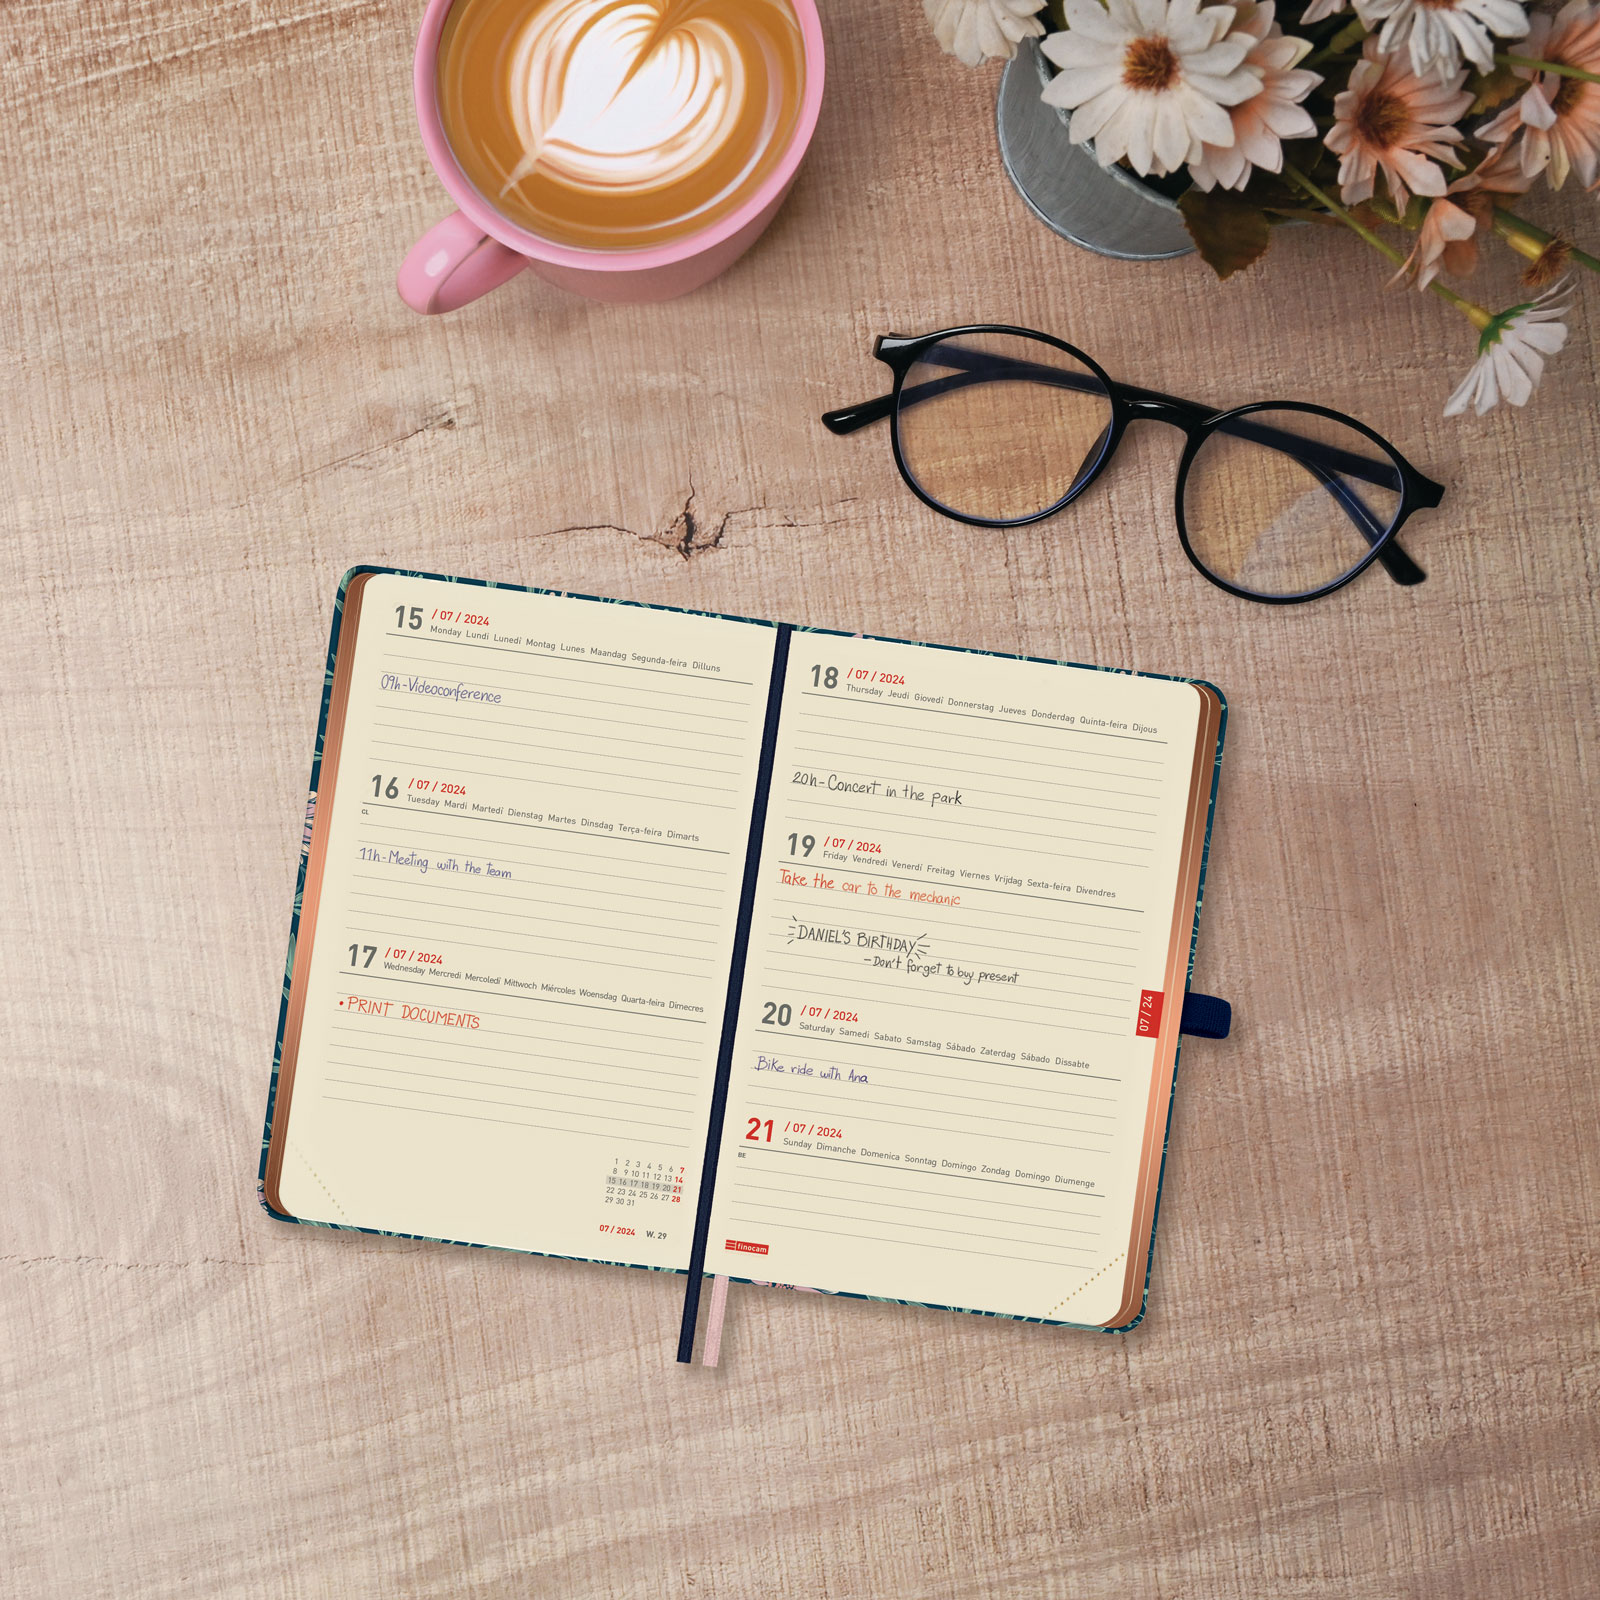 15 / 07 / 2024
Monday Lundi Lunedì Montag Lunes Maandag Segunda-feira Dilluns
09h-Videoconference
16 / 07 / 2024
Tuesday Mardi Martedì Dienstag Martes Dinsdag Terça-feira Dimarts
CL
11h-Meeting with the team
17 / 07 / 2024
Wednesday Mercredi Mercoledì Mittwoch Miércoles Woensdag Quarta-feira Dimecres
• PRINT DOCUMENTS
1 2 3 4 5 6 7
8 9 10 11 12 13 14
15 16 17 18 19 20 21
22 23 24 25 26 27 28
29 30 31
07 / 2024 W. 29
18 / 07 / 2024
Thursday Jeudi Giovedì Donnerstag Jueves Donderdag Quinta-feira Dijous
20h-Concert in the park
19 / 07 / 2024
Friday Vendredi Venerdì Freitag Viernes Vrijdag Sexta-feira Divendres
Take the car to the mechanic
DANIEL'S BIRTHDAY
-Don't forget to buy present
07 / 24
20 / 07 / 2024
Saturday Samedi Sabato Samstag Sábado Zaterdag Sábado Dissabte
Bike ride with Ana
21 / 07 / 2024
Sunday Dimanche Domenica Sonntag Domingo Zondag Domingo Diumenge
BE
finocam